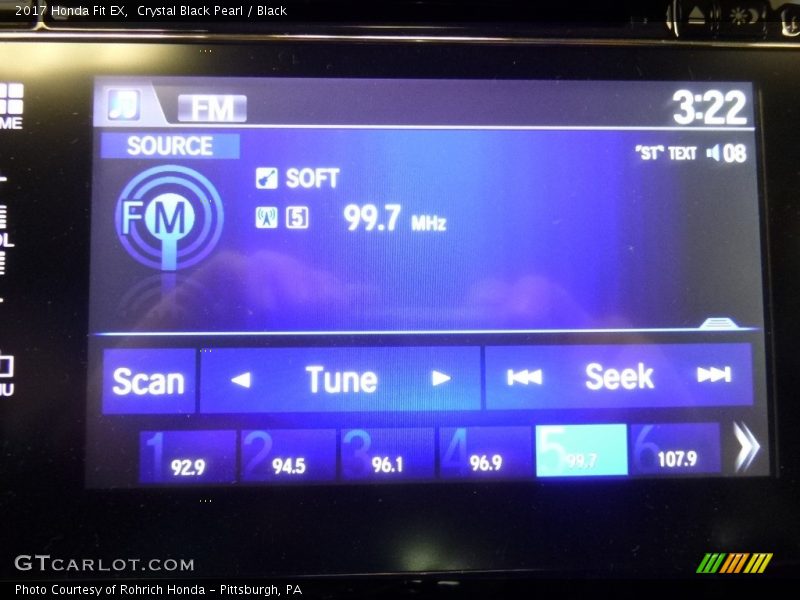 2017 Honda Fit EX,  Crystal Black Pearl / Black
FM
3:22
SOURCE
"ST" TEXT 08
FM
SOFT
5 99.7 MHz
Scan Tune Seek
1 92.9 2 94.5 3 96.1 4 96.9 5 99.7 6 107.9
GTCARLOT.COM
Photo Courtesy of Rohrich Honda - Pittsburgh, PA